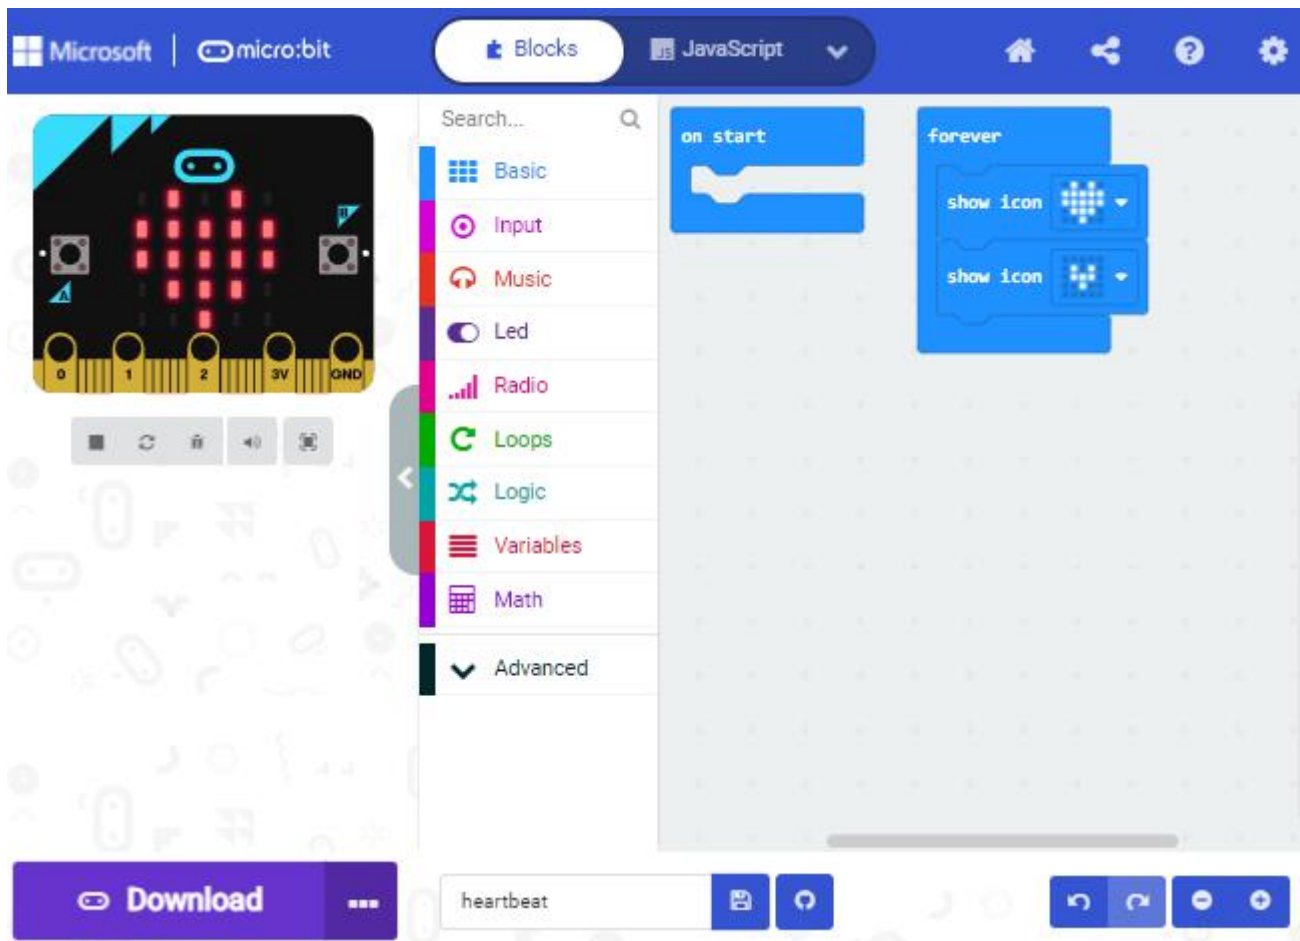 Microsoft micro:bit
Blocks
JavaScript
JS
B
A
0 1 2 3V GND
Search...
Basic
Input
Music
Led
Radio
Loops
Logic
Variables
Math
Advanced
on start
forever
show icon
show icon
Download
heartbeat